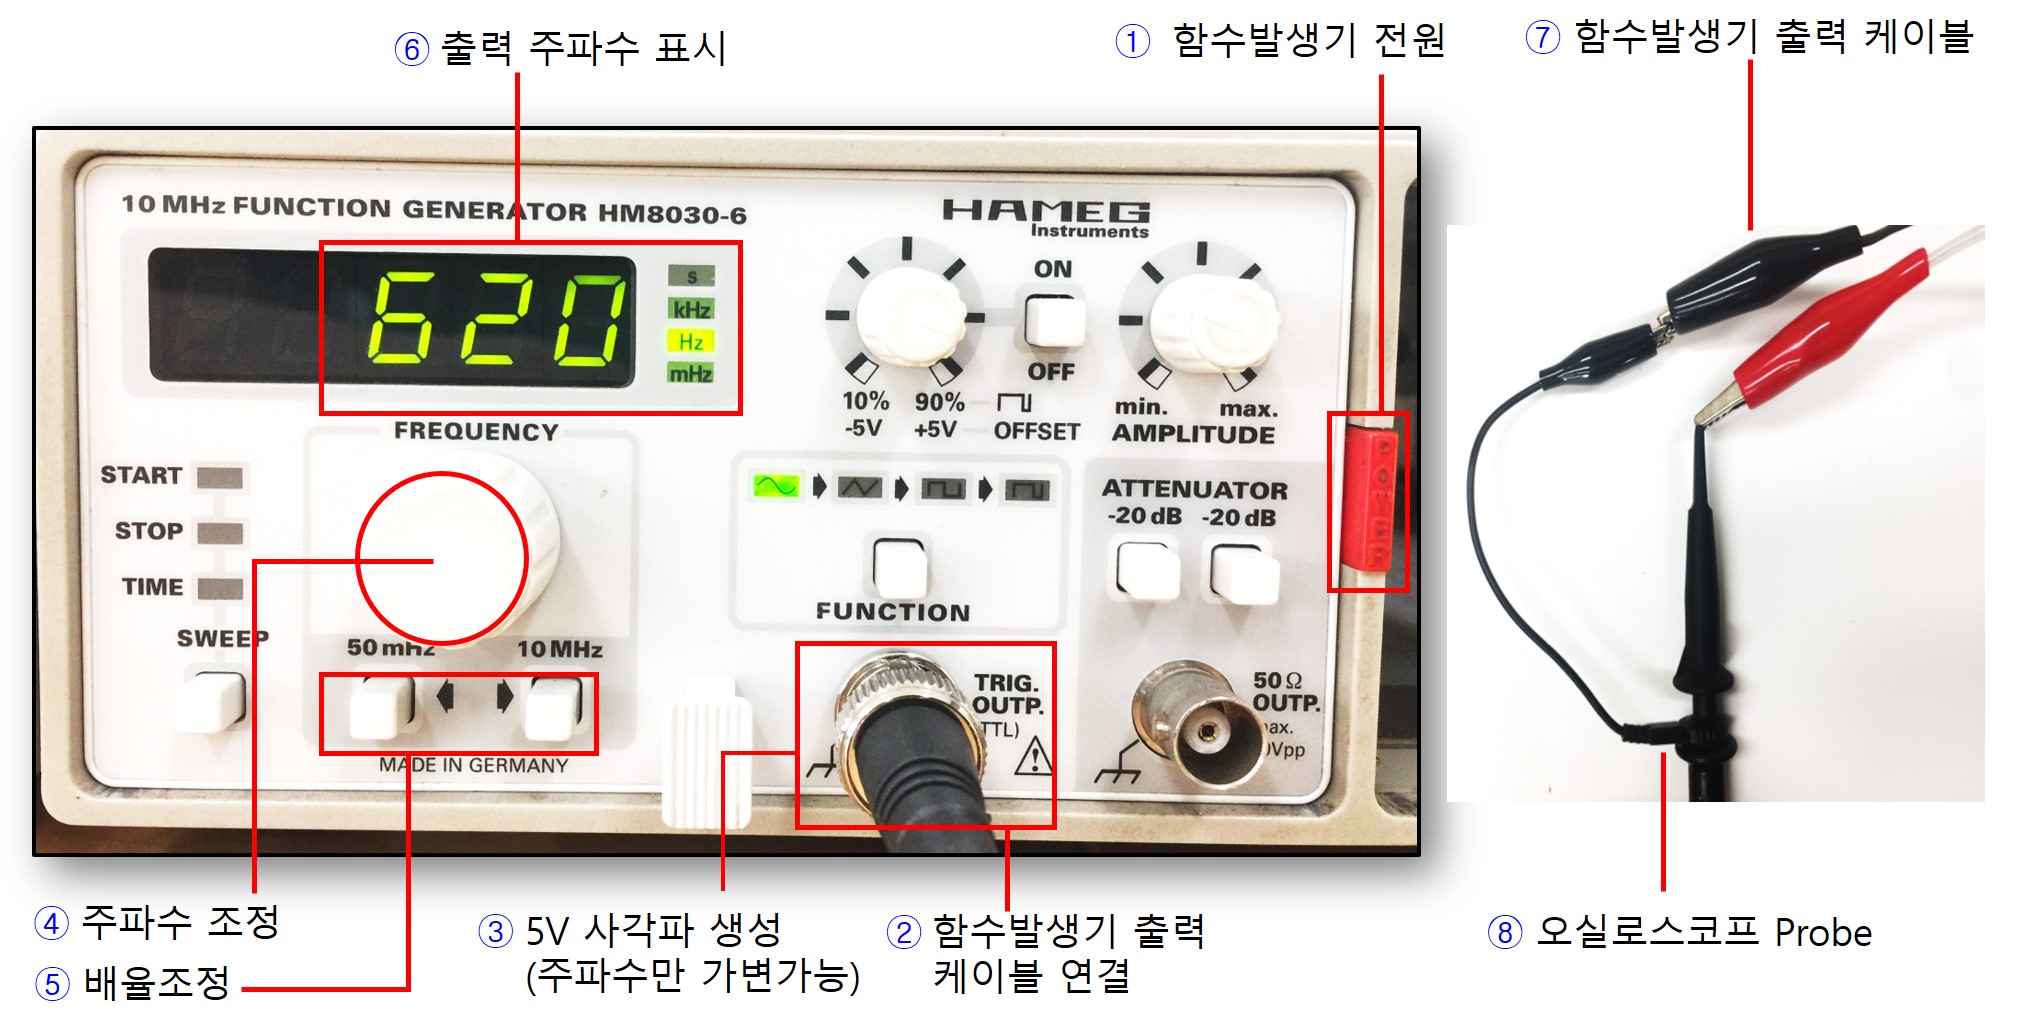 ⑥ 출력 주파수 표시
① 함수발생기 전원
⑦ 함수발생기 출력 케이블
10 MHz FUNCTION GENERATOR HM8030-6
HAMEG
Instruments
620
s
kHz
Hz
mHz
ON
OFF
10% 90%
-5V +5V OFFSET
min. max.
AMPLITUDE
FREQUENCY
START
STOP
TIME
SWEEP
50 mHz 10 MHz
MADE IN GERMANY
FUNCTION
ATTENUATOR
-20 dB -20 dB
POWER
TRIG.
OUTP.
TTL)
50 Ω
OUTP.
④ 주파수 조정
⑤ 배율조정
③ 5V 사각파 생성
(주파수만 가변가능)
② 함수발생기 출력
케이블 연결
⑧ 오실로스코프 Probe